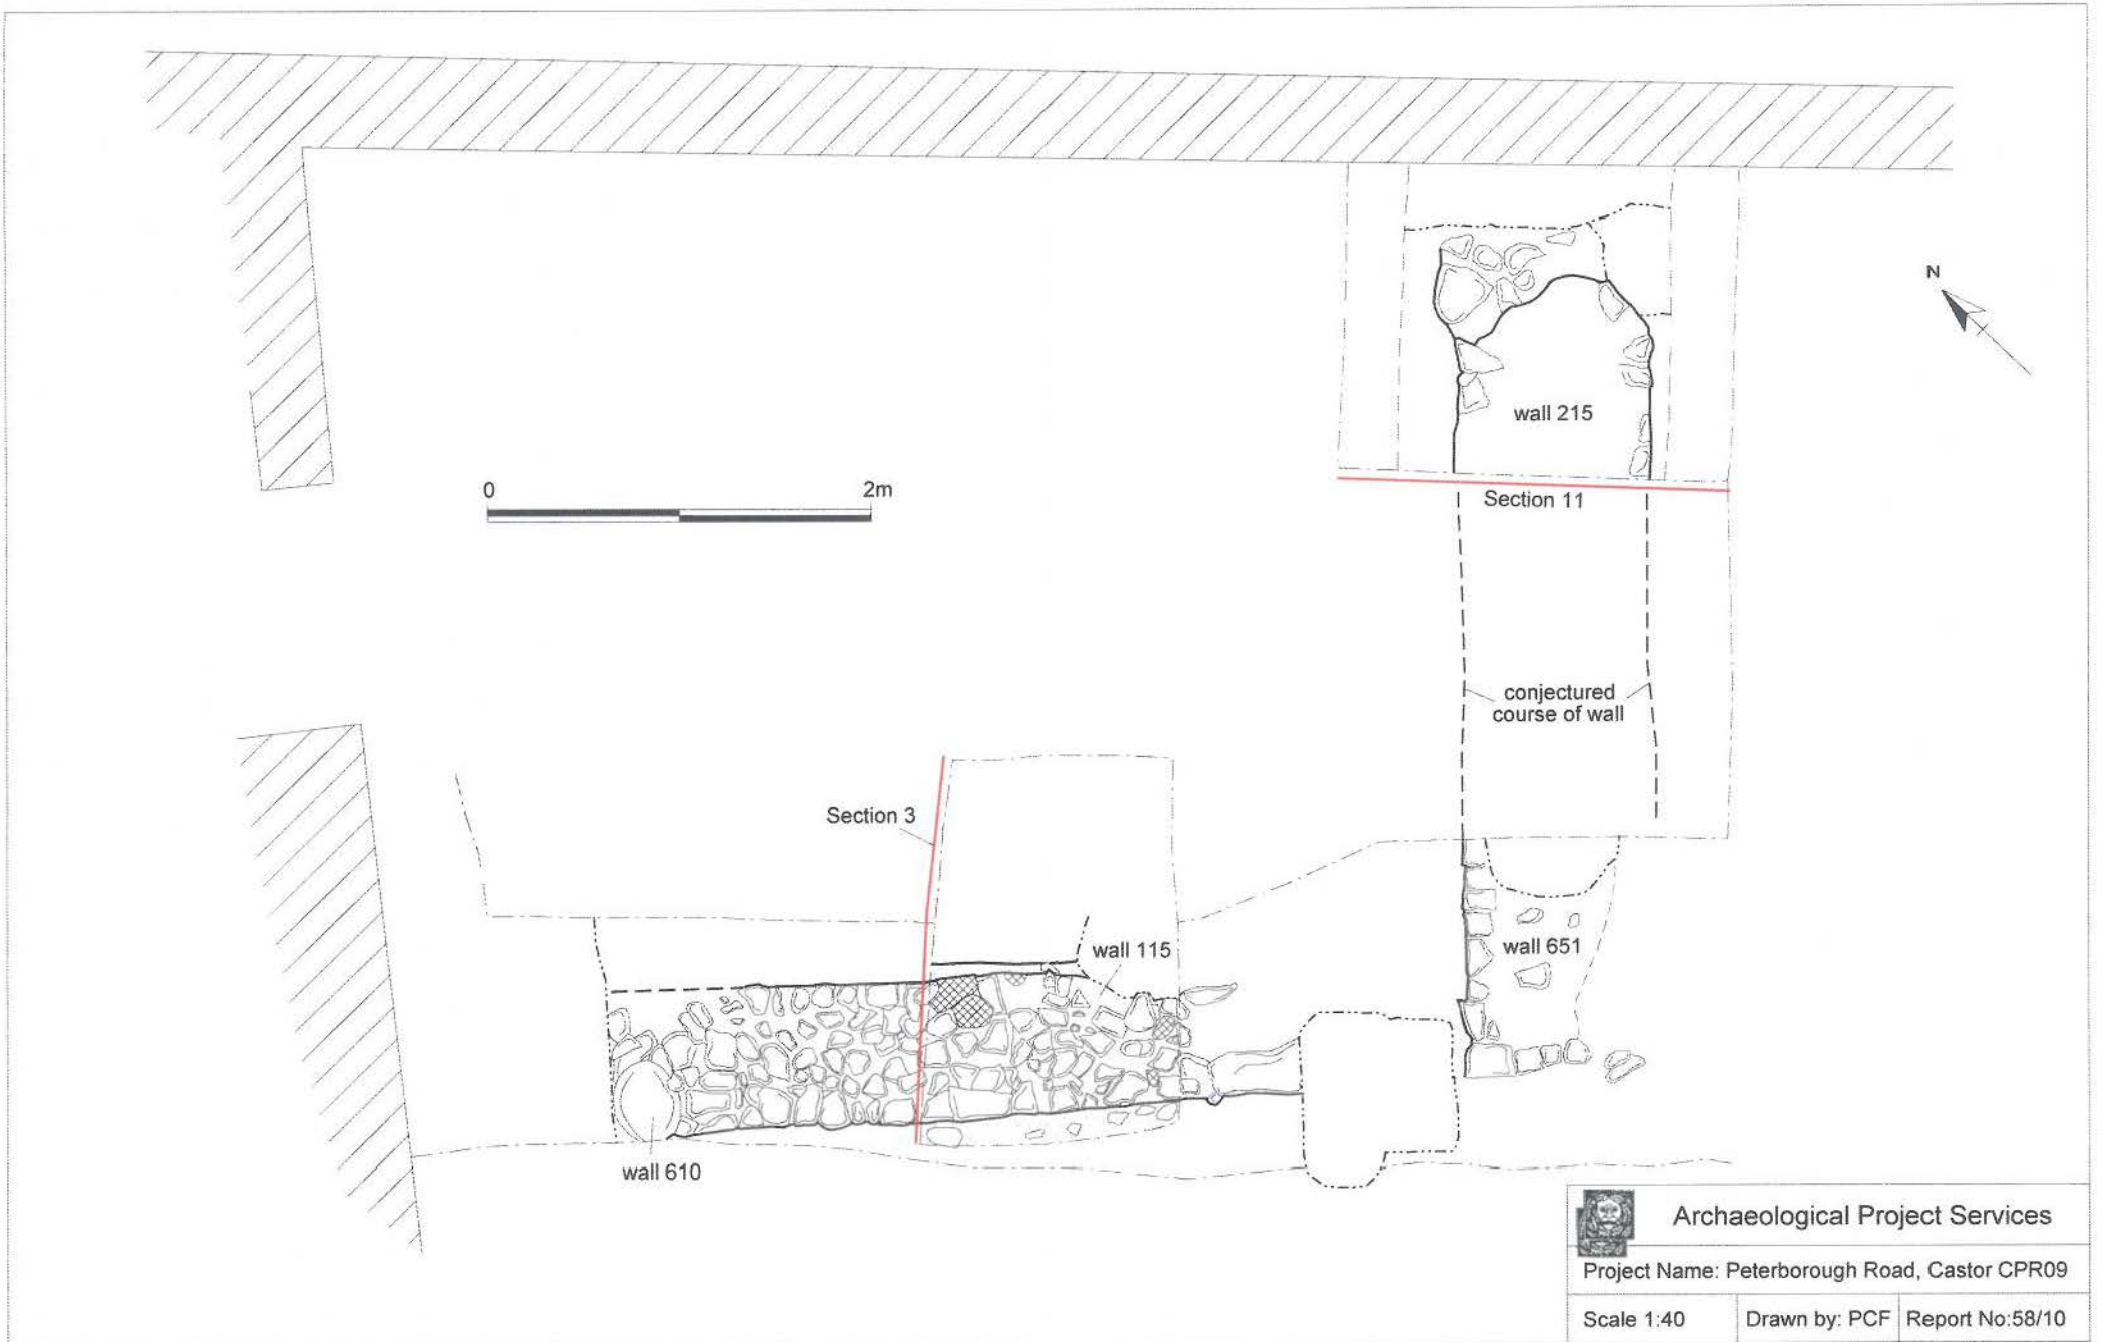 N
wall 215
0
2m
Section 11
conjectured
course of wall
Section 3
wall 115
wall 651
wall 610
Archaeological Project Services
Project Name: Peterborough Road, Castor CPR09
Scale 1:40
Drawn by: PCF
Report No:58/10